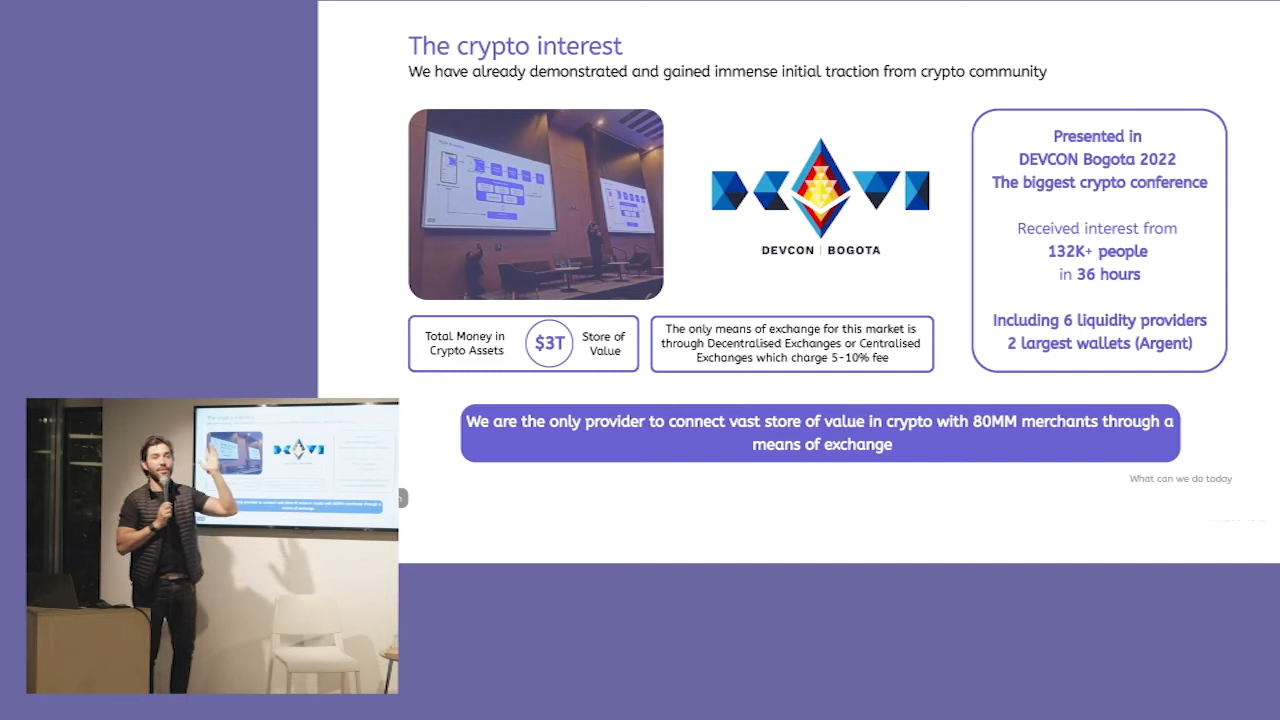 The crypto interest
We have already demonstrated and gained immense initial traction from crypto community
DEVCON | BOGOTA
Presented in
DEVCON Bogota 2022
The biggest crypto conference
Received interest from
132K+ people
in 36 hours
Including 6 liquidity providers
2 largest wallets (Argent)
Total Money in
Crypto Assets
$3T
Store of
Value
The only means of exchange for this market is
through Decentralised Exchanges or Centralised
Exchanges which charge 5-10% fee
We are the only provider to connect vast store of value in crypto with 80MM merchants through a
means of exchange
What can we do today